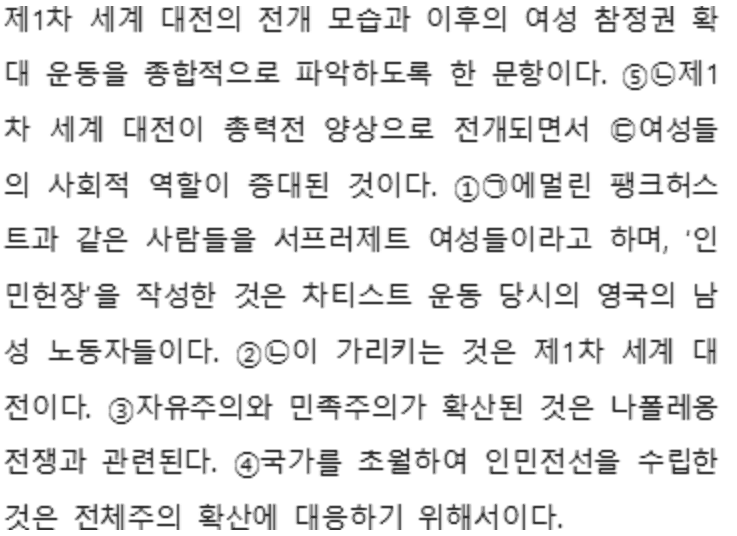 제1차 세계 대전의 전개 모습과 이후의 여성 참정권 확
대 운동을 종합적으로 파악하도록 한 문항이다. ⑤㉡제1
차 세계 대전이 총력전 양상으로 전개되면서 ㉢여성들
의 사회적 역할이 증대된 것이다. ①㉠에멀린 팽크허스
트과 같은 사람들을 서프러제트 여성들이라고 하며, ‘인
민헌장’을 작성한 것은 차티스트 운동 당시의 영국의 남
성 노동자들이다. ②㉡이 가리키는 것은 제1차 세계 대
전이다. ③자유주의와 민족주의가 확산된 것은 나폴레옹
전쟁과 관련된다. ④국가를 초월하여 인민전선을 수립한
것은 전체주의 확산에 대응하기 위해서이다.